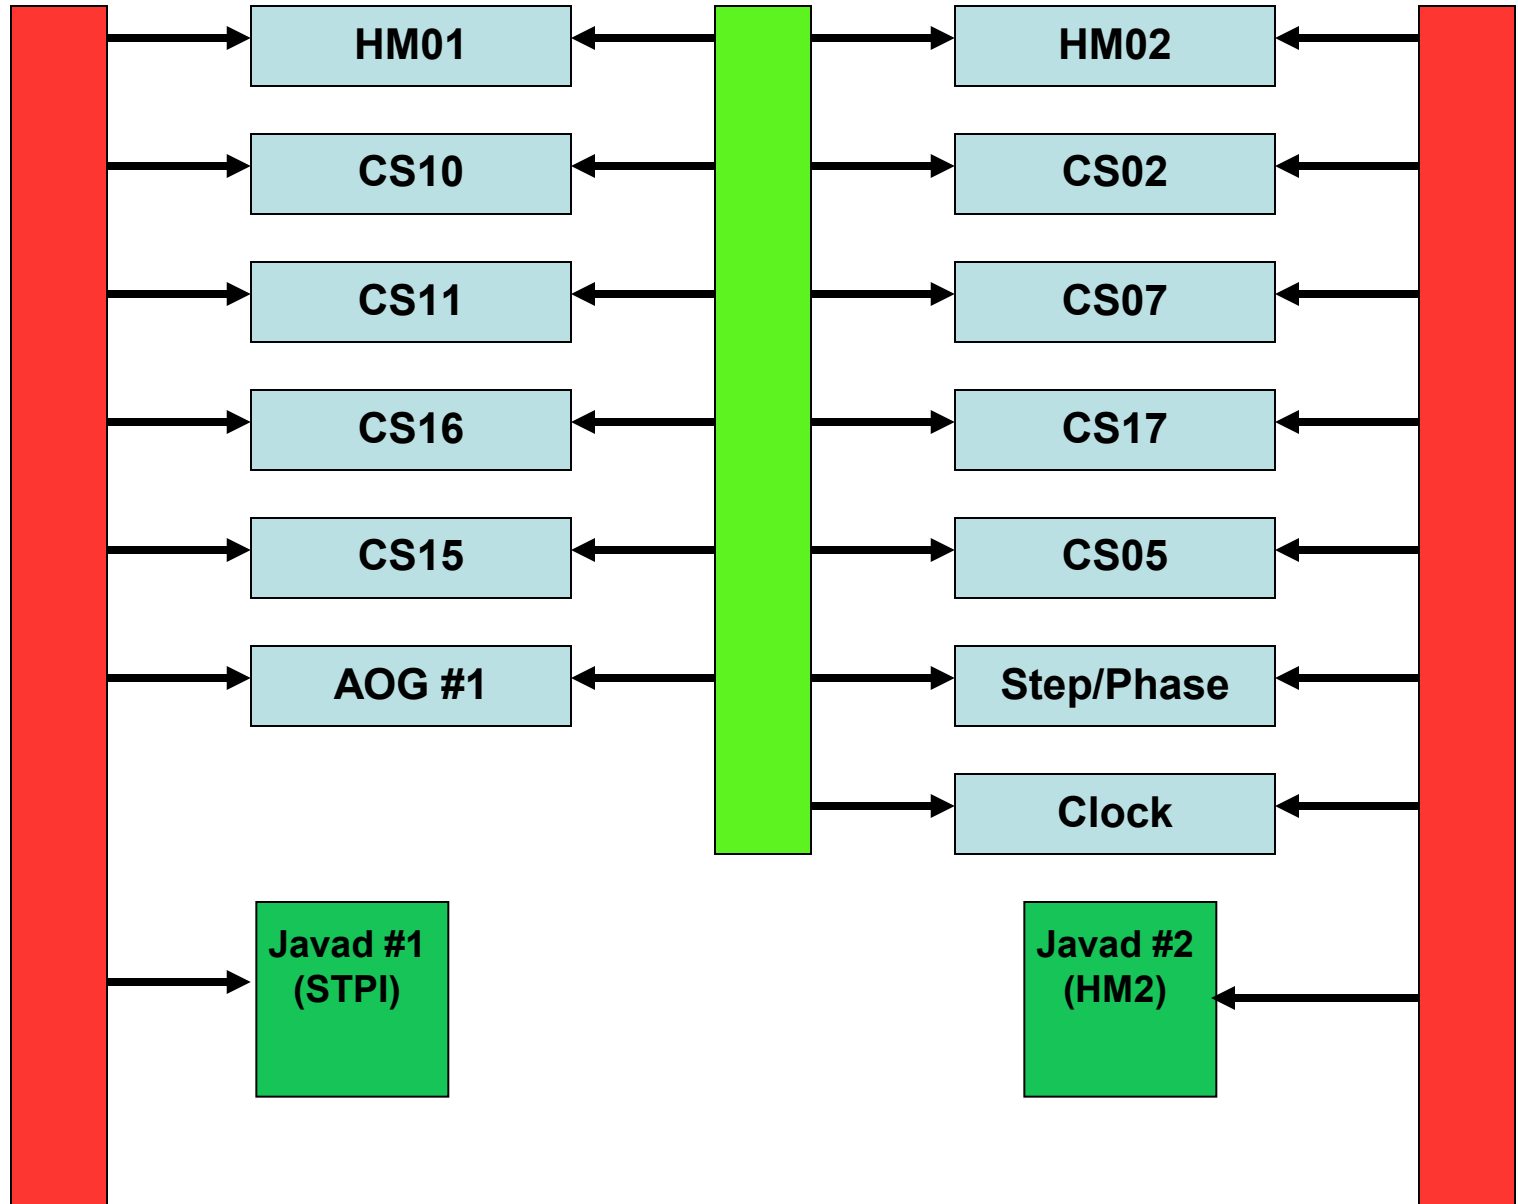 HM01
HM02
CS10
CS02
CS11
CS07
CS16
CS17
CS15
CS05
AOG #1
Step/Phase
Clock
Javad #1
(STPI)
Javad #2
(HM2)